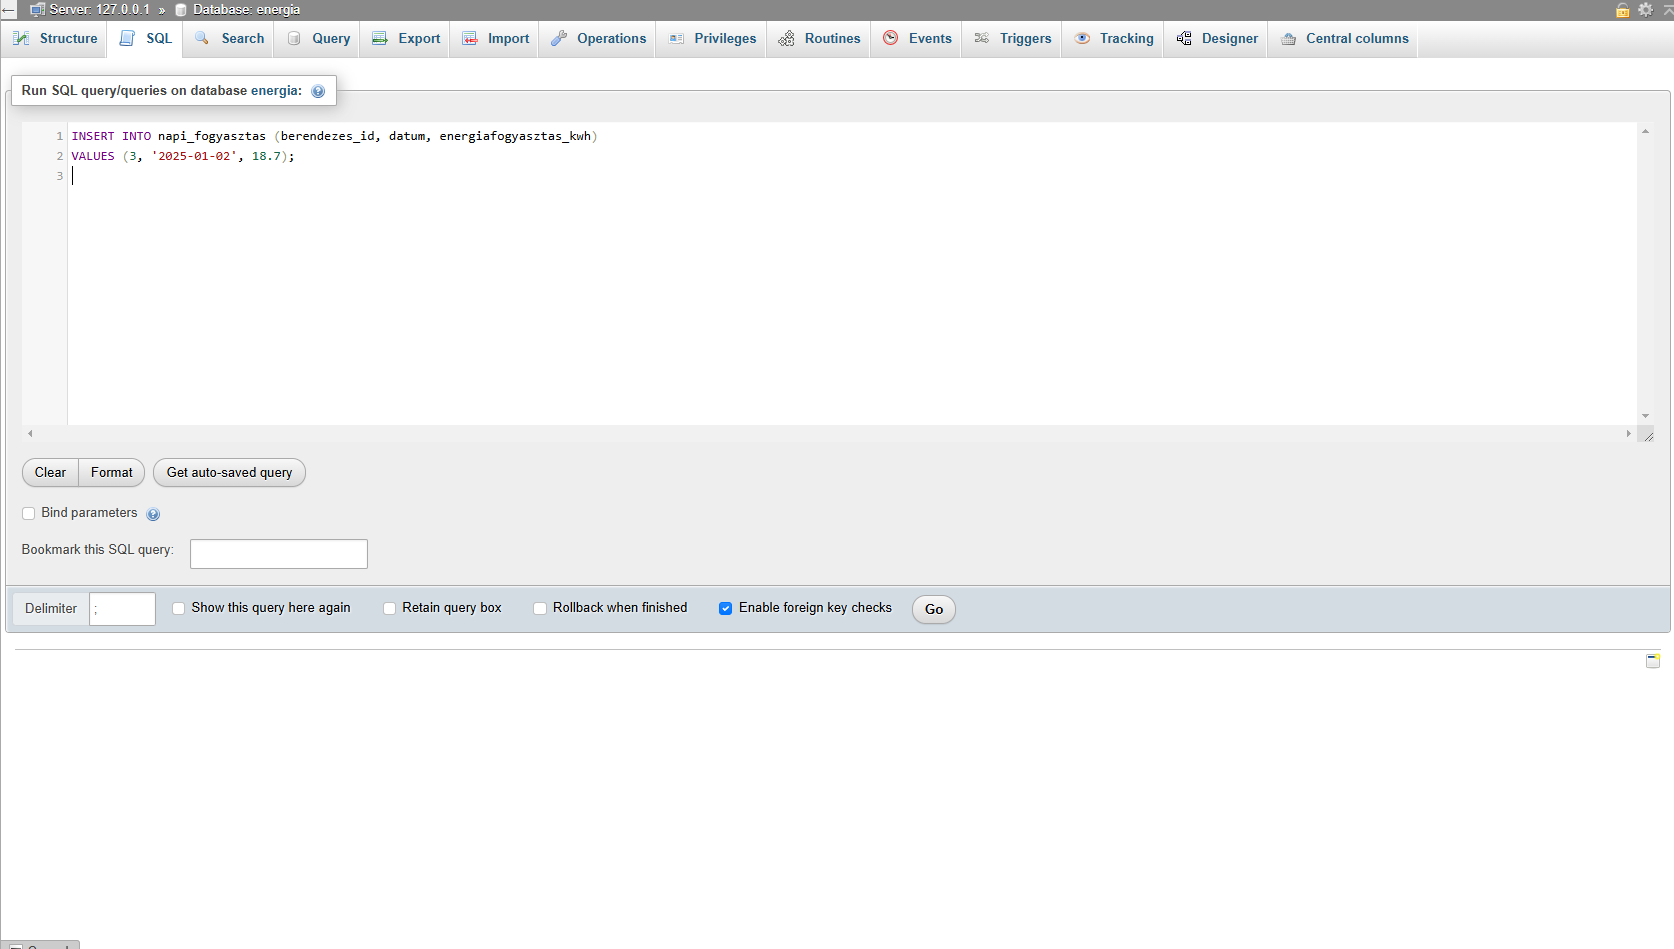 Server: 127.0.0.1 » Database: energia
Structure SQL Search Query Export Import Operations Privileges Routines Events Triggers Tracking Designer Central columns
Run SQL query/queries on database energia:
1 INSERT INTO napi_fogyasztas (berendezes_id, datum, energiafogyasztas_kwh)
2 VALUES (3, '2025-01-02', 18.7);
3
Clear Format Get auto-saved query
Bind parameters
Bookmark this SQL query:
Delimiter ; Show this query here again Retain query box Rollback when finished Enable foreign key checks Go